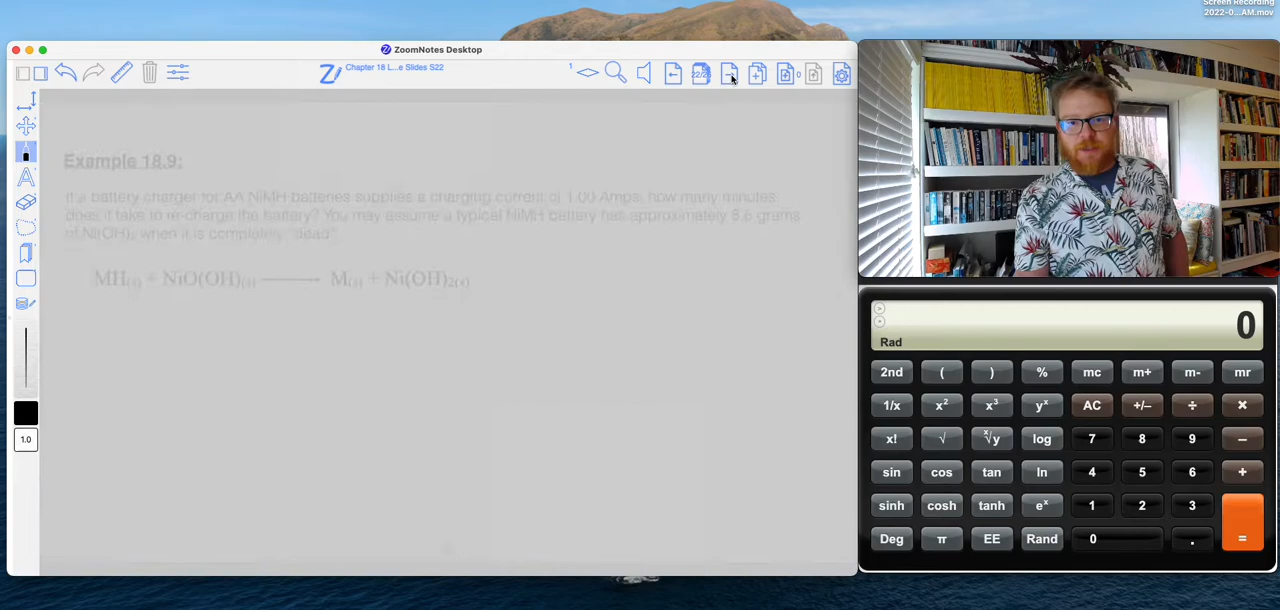 Screen Recording
2022-0...AM.mov
ZoomNotes Desktop
Chapter 18 L...e Slides S22
1
22/25
0
Example 18.9:
If a battery charger for AA NiMH batteries supplies a charging current of 1.00 Amps, how many minutes
does it take to re-charge the battery? You may assume a typical NiMH battery has approximately grams
of Ni(OH)₂ when it is completely "dead".
MH(s) + NiO(OH)(s) ⟶ M(s) + Ni(OH)₂(s)
1.0
0
Rad
2nd ( ) % mc m+ m- mr
1/x x² x³ yˣ AC +/– ÷ ×
x! √ ˣ√y log 7 8 9 –
sin cos tan ln 4 5 6 +
sinh cosh tanh eˣ 1 2 3
Deg π EE Rand 0 . =